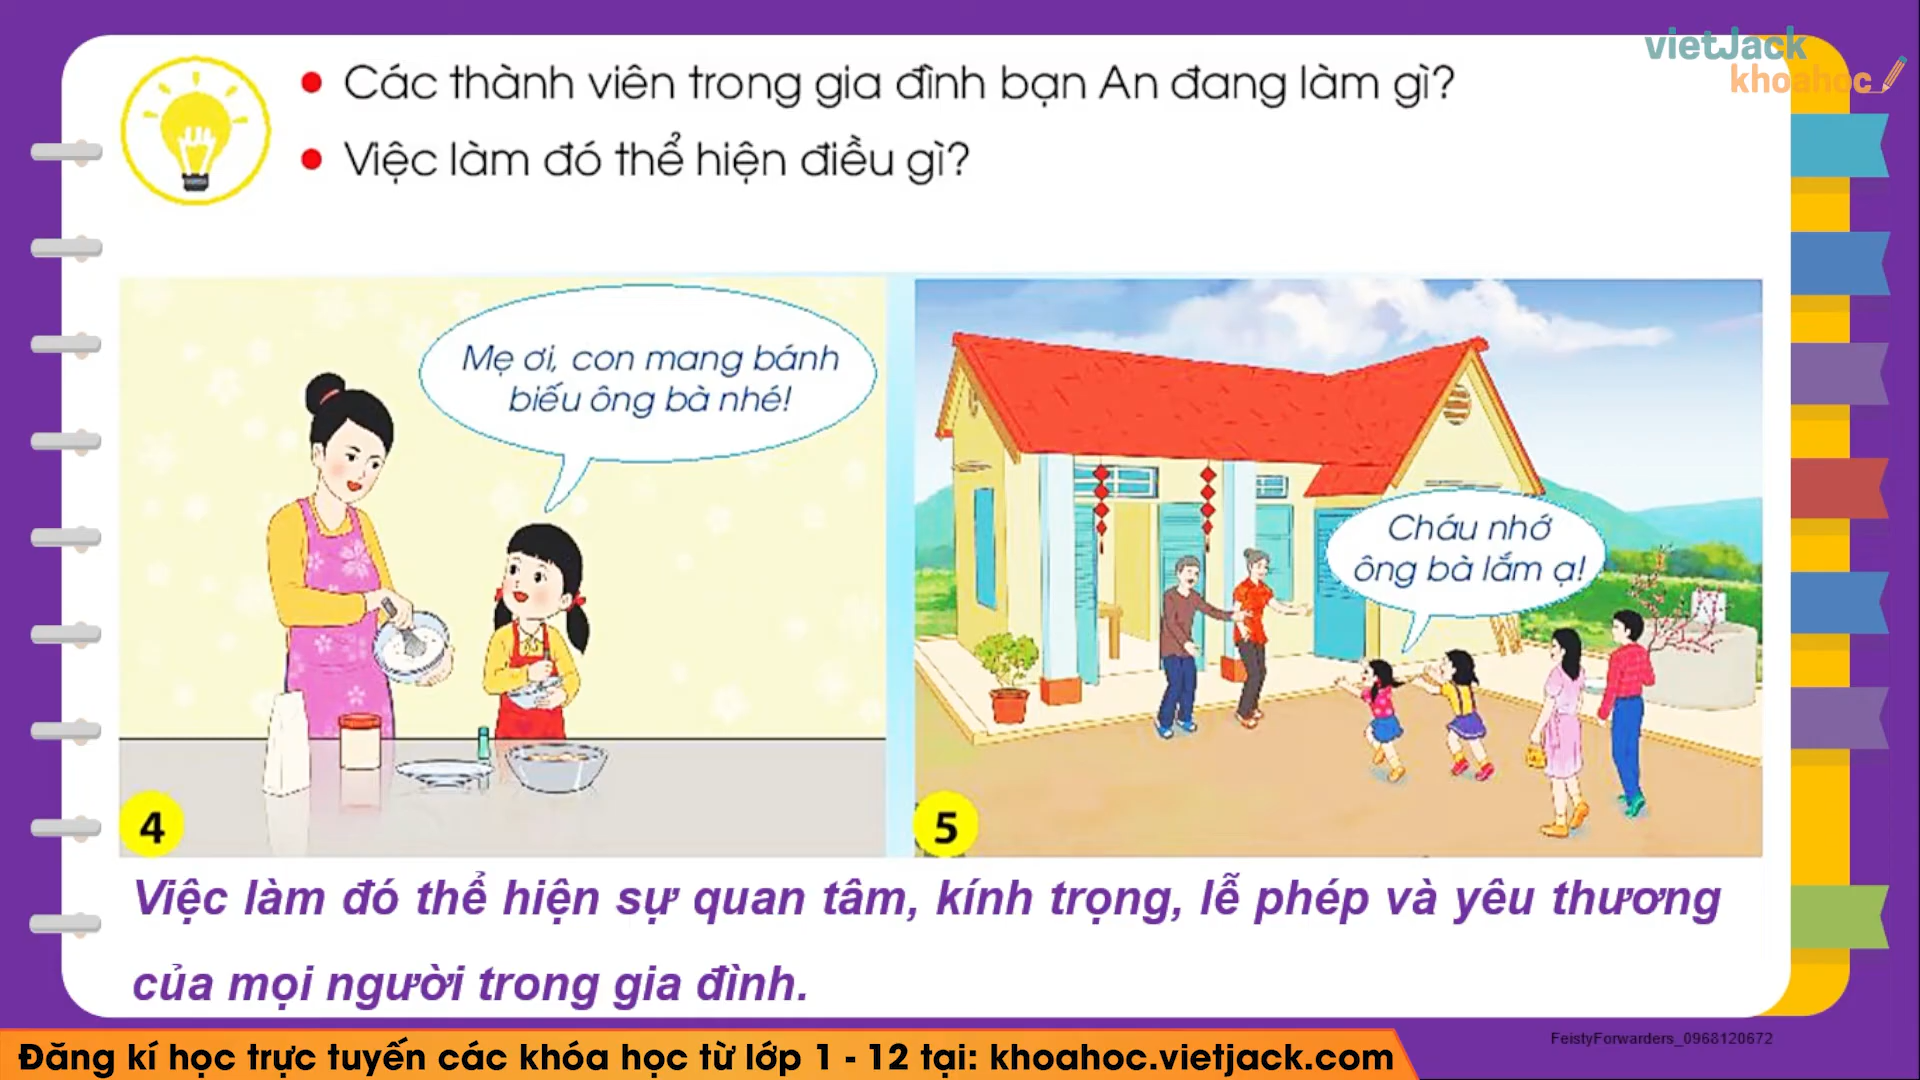 vietJack
khoahoc
Các thành viên trong gia đình bạn An đang làm gì?
Việc làm đó thể hiện điều gì?
Mẹ ơi, con mang bánh
biếu ông bà nhé!
Cháu nhớ
ông bà lắm ạ!
4
5
Việc làm đó thể hiện sự quan tâm, kính trọng, lễ phép và yêu thương
của mọi người trong gia đình.
Đăng kí học trực tuyến các khóa học từ lớp 1 - 12 tại: khoahoc.vietjack.com
FeistyForwarders_0968120672